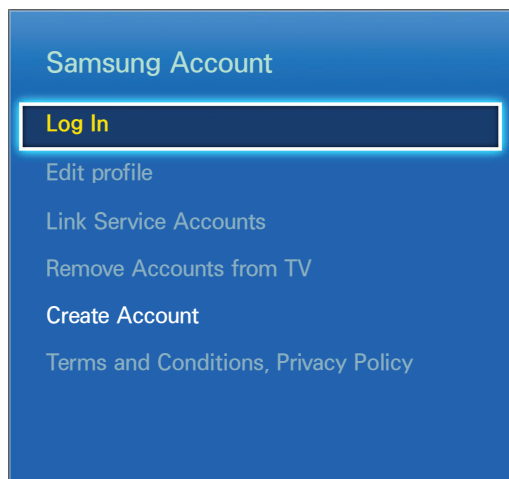 Samsung Account
Log In
Edit profile
Link Service Accounts
Remove Accounts from TV
Create Account
Terms and Conditions, Privacy Policy